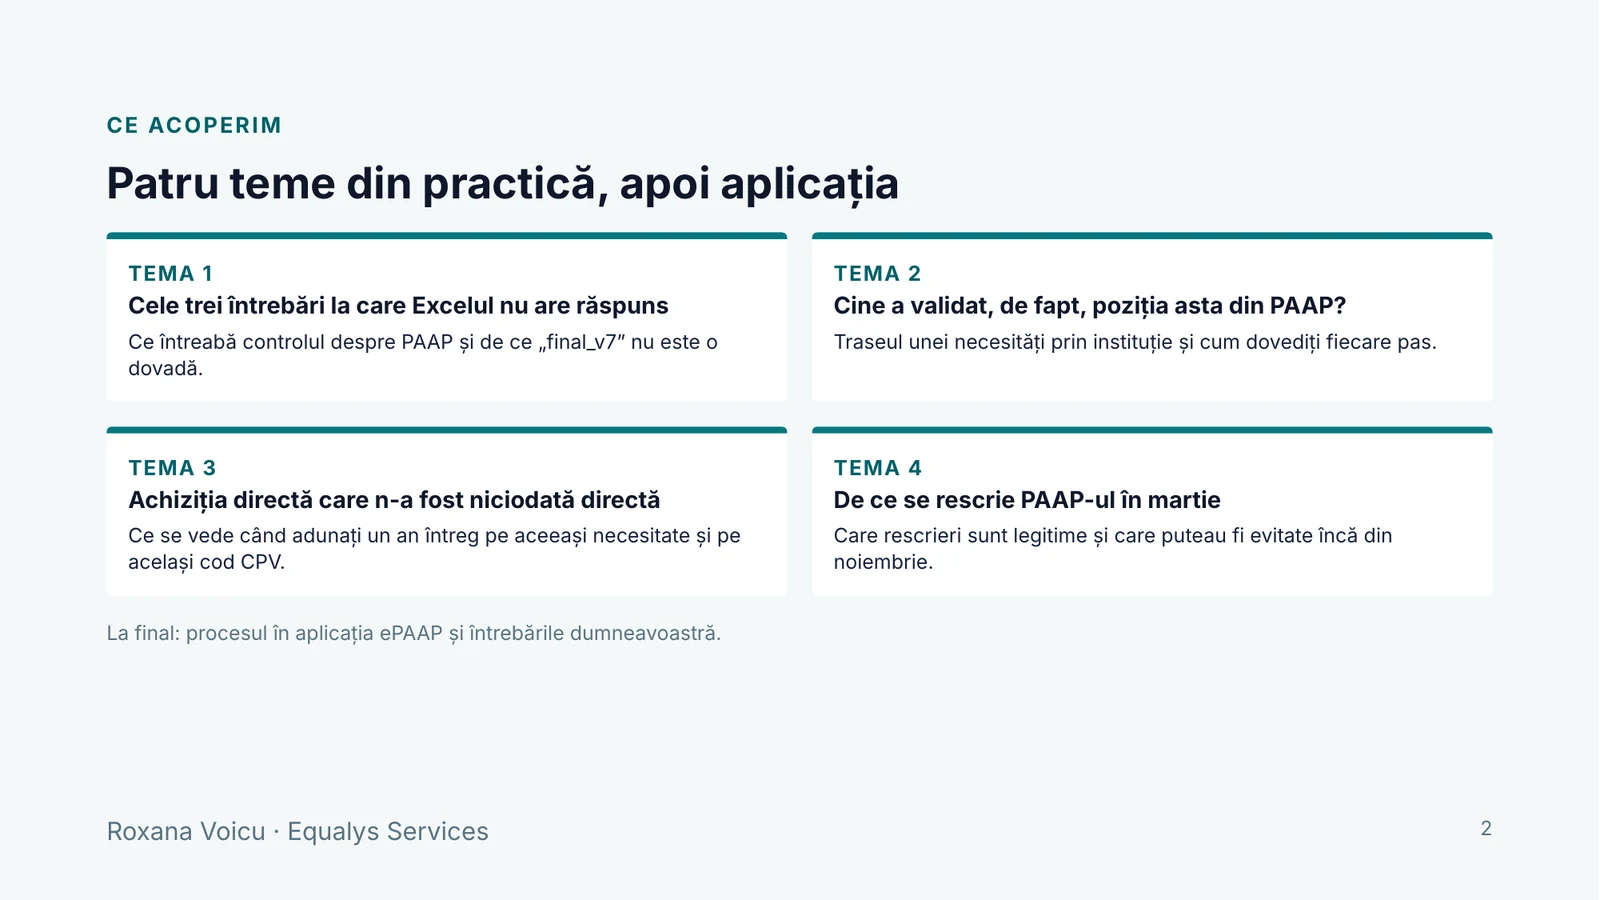 CE ACOPERIM
Patru teme din practică, apoi aplicația
TEMA 1
Cele trei întrebări la care Excelul nu are răspuns
Ce întreabă controlul despre PAAP și de ce „final_v7” nu este o
dovadă.
TEMA 2
Cine a validat, de fapt, poziția asta din PAAP?
Traseul unei necesități prin instituție și cum dovediți fiecare pas.
TEMA 3
Achiziția directă care n-a fost niciodată directă
Ce se vede când adunați un an întreg pe aceeași necesitate și pe
același cod CPV.
TEMA 4
De ce se rescrie PAAP-ul în martie
Care rescrieri sunt legitime și care puteau fi evitate încă din
noiembrie.
La final: procesul în aplicația ePAAP și întrebările dumneavoastră.
Roxana Voicu · Equalys Services
2